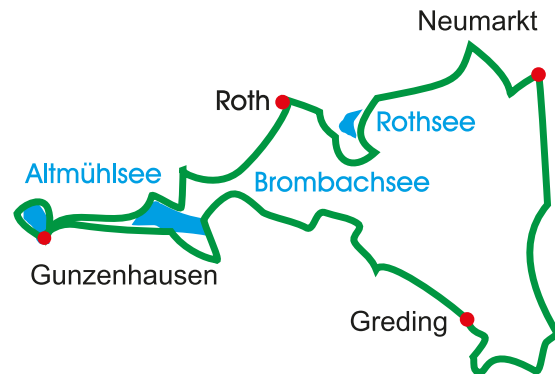 Neumarkt
Roth
Rothsee
Altmühlsee
Brombachsee
Gunzenhausen
Greding